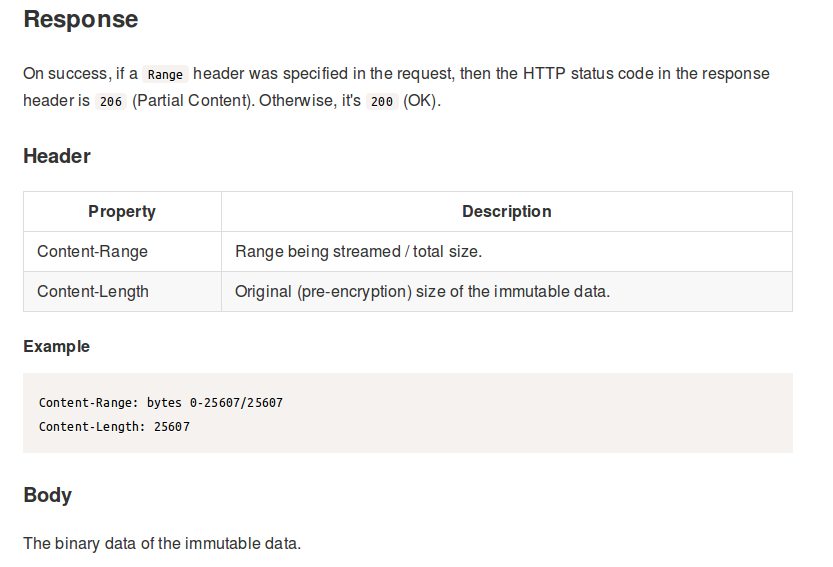 Response
On success, if a Range header was specified in the request, then the HTTP status code in the response
header is 206 (Partial Content). Otherwise, it's 200 (OK).
Header
Property Description
Content-Range Range being streamed / total size.
Content-Length Original (pre-encryption) size of the immutable data.
Example
Content-Range: bytes 0-25607/25607
Content-Length: 25607
Body
The binary data of the immutable data.